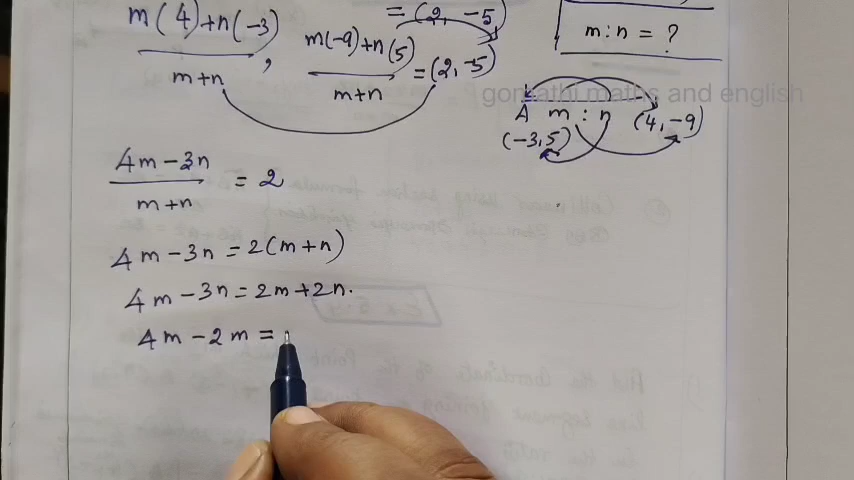 = (2, -5)
m(4)+n(-3) / m+n , m(-9)+n(5) / m+n = (2, -5)
m:n = ?
gomathi maths and english
A m : n
(-3,5) (4,-9)
4m-3n / m+n = 2
4m-3n = 2(m+n)
4m-3n = 2m+2n.
4m-2m =